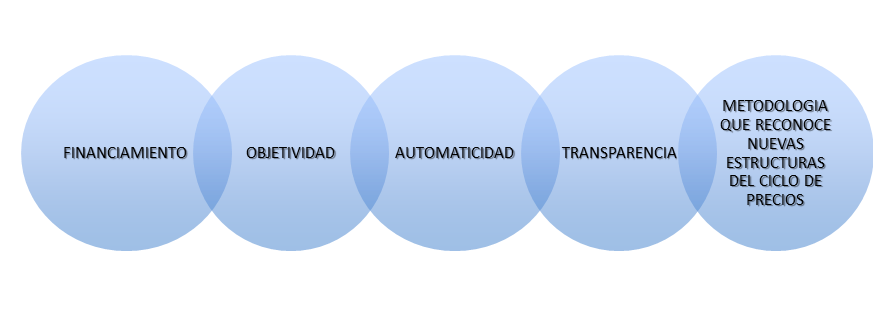 FINANCIAMIENTO
OBJETIVIDAD
AUTOMATICIDAD
TRANSPARENCIA
METODOLOGIA
QUE RECONOCE
NUEVAS
ESTRUCTURAS
DEL CICLO DE
PRECIOS